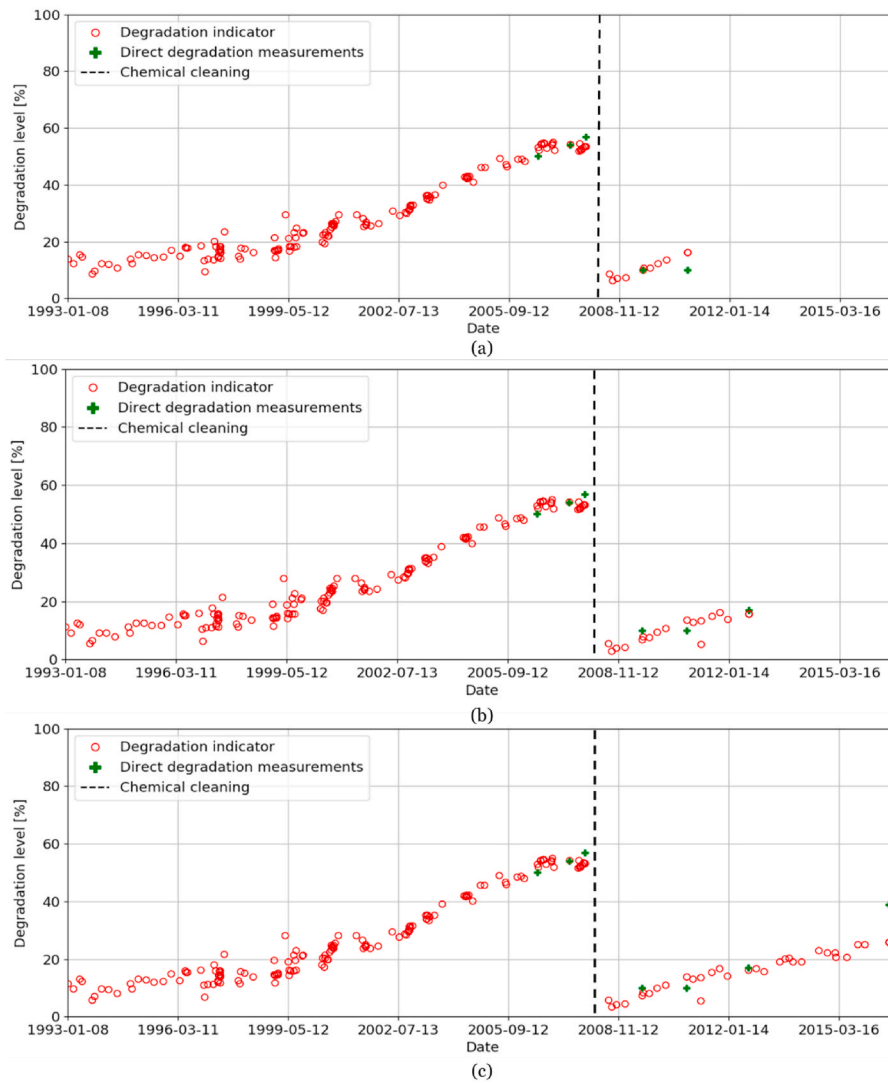 100
80
60
40
20
0
Degradation level [%]
Degradation indicator
Direct degradation measurements
Chemical cleaning
1993-01-08 1996-03-11 1999-05-12 2002-07-13 2005-09-12 2008-11-12 2012-01-14 2015-03-16
Date
(a)
100
80
60
40
20
0
Degradation level [%]
Degradation indicator
Direct degradation measurements
Chemical cleaning
1993-01-08 1996-03-11 1999-05-12 2002-07-13 2005-09-12 2008-11-12 2012-01-14 2015-03-16
Date
(b)
100
80
60
40
20
0
Degradation level [%]
Degradation indicator
Direct degradation measurements
Chemical cleaning
1993-01-08 1996-03-11 1999-05-12 2002-07-13 2005-09-12 2008-11-12 2012-01-14 2015-03-16
Date
(c)